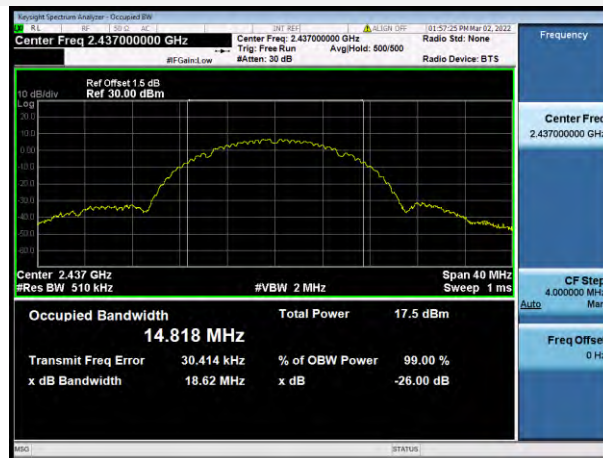 Keysight Spectrum Analyzer - Occupied BW
RL RF 50 Ω AC INT REF ALIGN OFF 01:57:25 PM Mar 02, 2022
Center Freq 2.437000000 GHz
Center Freq: 2.437000000 GHz
Radio Std: None
Trig: Free Run Avg|Hold: 500/500
#IFGain:Low #Atten: 30 dB Radio Device: BTS
Ref Offset 1.5 dB
10 dB/div Ref 30.00 dBm
Log
20.0
10.0
0.00
-10.0
-20.0
-30.0
-40.0
-50.0
-60.0
Center 2.437 GHz Span 40 MHz
#Res BW 510 kHz #VBW 2 MHz Sweep 1 ms
Occupied Bandwidth Total Power 17.5 dBm
14.818 MHz
Transmit Freq Error 30.414 kHz % of OBW Power 99.00 %
x dB Bandwidth 18.62 MHz x dB -26.00 dB
MSG STATUS
Frequency
Center Freq
2.437000000 GHz
CF Step
4.000000 MHz
Auto Man
Freq Offset
0 Hz